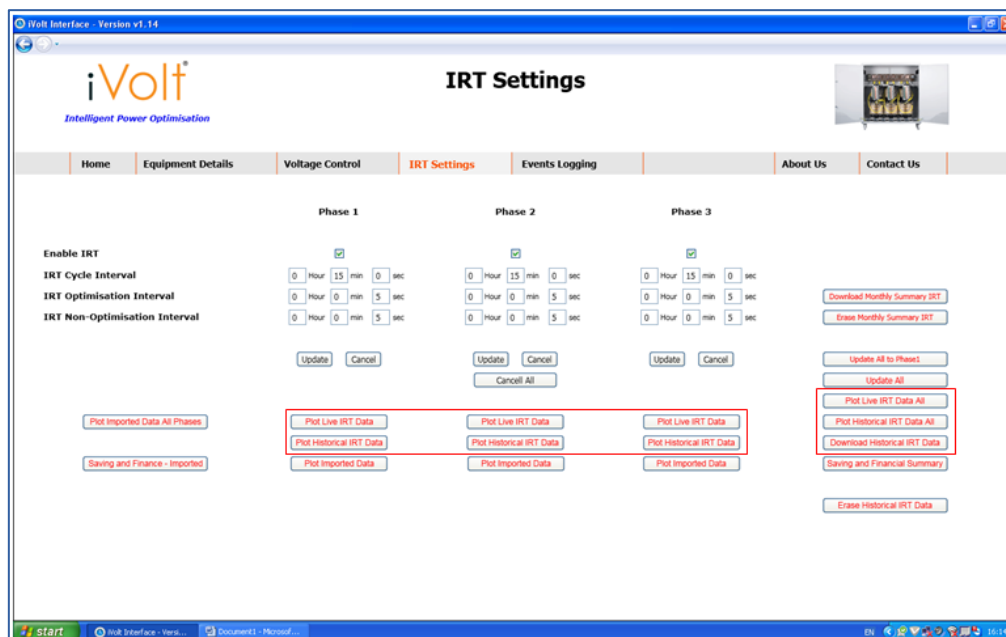 iVolt Interface - Version v1.14
iVolt
Intelligent Power Optimisation
IRT Settings
Home Equipment Details Voltage Control IRT Settings Events Logging About Us Contact Us
Phase 1 Phase 2 Phase 3
Enable IRT
IRT Cycle Interval 0 Hour 15 min 0 sec 0 Hour 15 min 0 sec 0 Hour 15 min 0 sec
IRT Optimisation Interval 0 Hour 0 min 5 sec 0 Hour 0 min 5 sec 0 Hour 0 min 5 sec Download Monthly Summary IRT
IRT Non-Optimisation Interval 0 Hour 0 min 5 sec 0 Hour 0 min 5 sec 0 Hour 0 min 5 sec Erase Monthly Summary IRT
Update Cancel Update Cancel Update Cancel Update All to Phase1
Cancell All Update All
Plot Live IRT Data All
Plot Imported Data All Phases Plot Live IRT Data Plot Live IRT Data Plot Live IRT Data Plot Historical IRT Data All
Plot Historical IRT Data Plot Historical IRT Data Plot Historical IRT Data Download Historical IRT Data
Saving and Finance - Imported Plot Imported Data Plot Imported Data Plot Imported Data Saving and Financial Summary
Erase Historical IRT Data
start iVolt Interface - Versi... Document1 - Microsof... EN 16:14